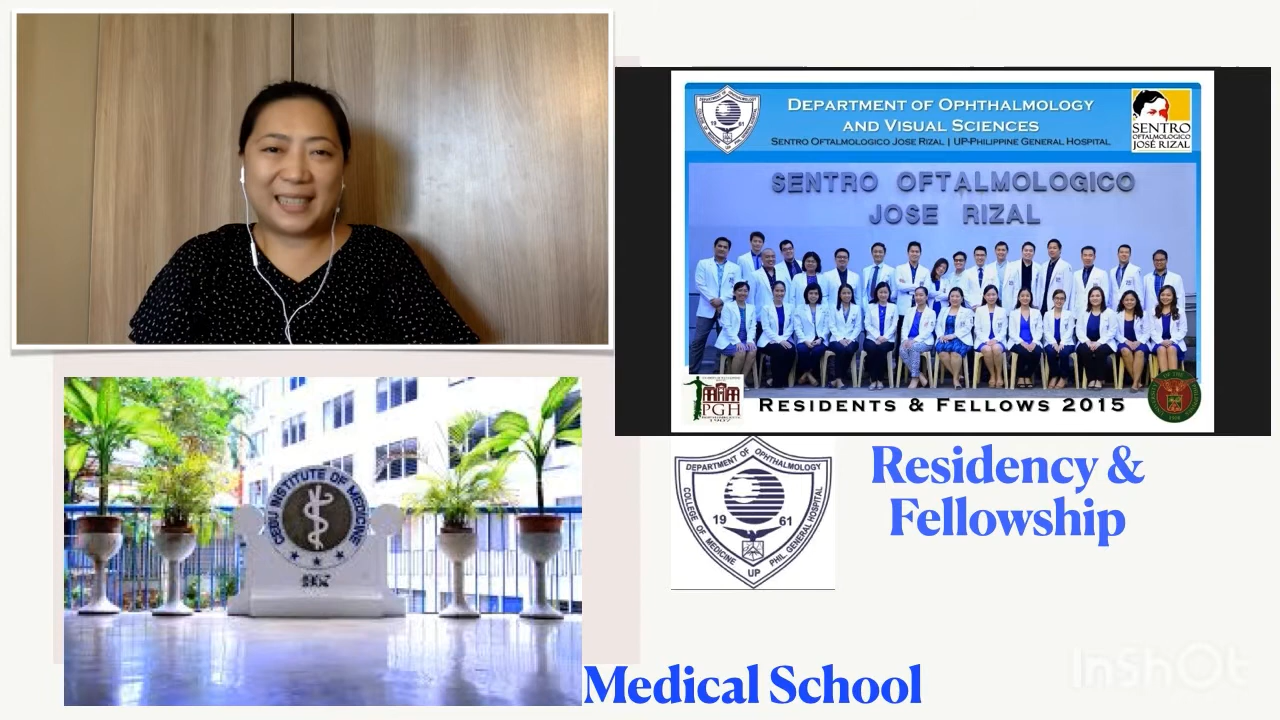 DEPARTMENT OF OPHTHALMOLOGY
AND VISUAL SCIENCES
SENTRO OFTALMOLOGICO JOSE RIZAL | UP-PHILIPPINE GENERAL HOSPITAL
SENTRO
OFTALMOLOGICO
JOSÉ RIZAL
SENTRO OFTALMOLOGICO
JOSE RIZAL
PGH
1907
RESIDENTS & FELLOWS 2015
DEPARTMENT OF OPHTHALMOLOGY
COLLEGE OF MEDICINE
UP
PHIL GENERAL HOSPITAL
19 61
Residency &
Fellowship
CEBU INSTITUTE OF MEDICINE
Medical School
InShOt